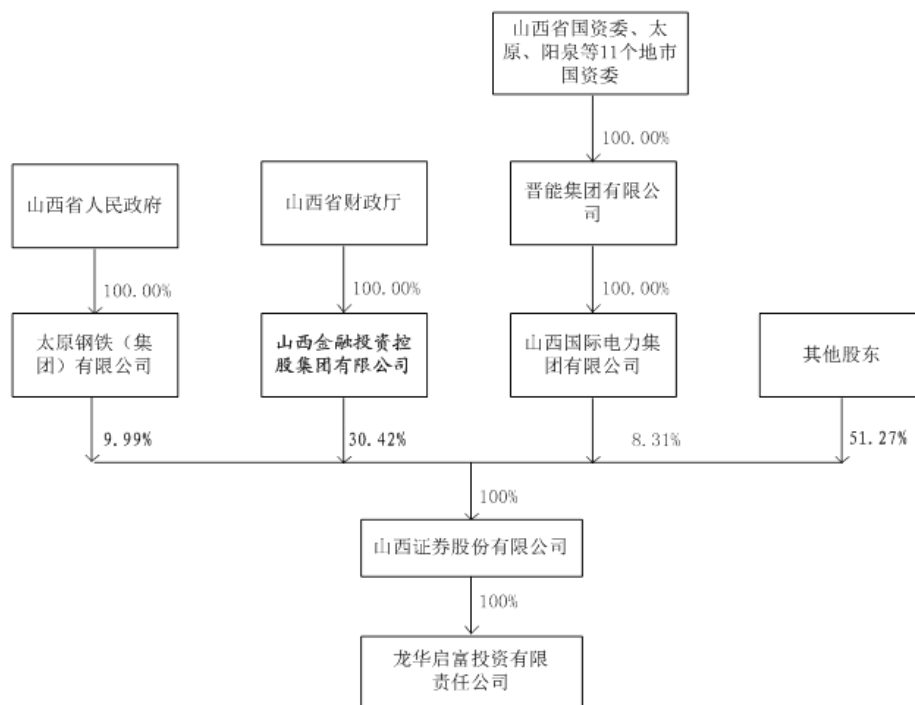 山西省国资委、太
原、阳泉等11个地市
国资委
100.00%
山西省人民政府
山西省财政厅
晋能集团有限公
司
100.00%
100.00%
100.00%
太原钢铁（集
团）有限公司
山西金融投资控
股集团有限公司
山西国际电力集
团有限公司
其他股东
9.99%
30.42%
8.31%
51.27%
100%
山西证券股份有限公司
100%
龙华启富投资有限
责任公司